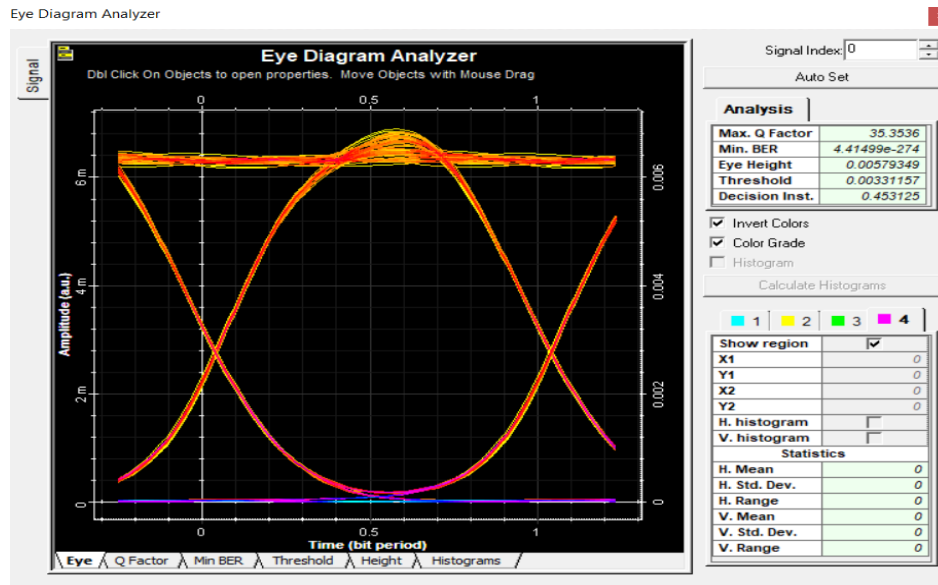 Eye Diagram Analyzer
Signal
Eye Diagram Analyzer
Dbl Click On Objects to open properties. Move Objects with Mouse Drag
0 0.5 1
6 m
4 m
2 m
0
Amplitude (a.u.)
0.006
0.004
0.002
0
0 0.5 1
Time (bit period)
Eye Q Factor Min BER Threshold Height Histograms
Signal Index: 0
Auto Set
Analysis
Max. Q Factor 35.3536
Min. BER 4.41499e-274
Eye Height 0.00579349
Threshold 0.00331157
Decision Inst. 0.453125
Invert Colors
Color Grade
Histogram
Calculate Histograms
1 2 3 4
Show region
X1 0
Y1 0
X2 0
Y2 0
H. histogram
V. histogram
Statistics
H. Mean 0
H. Std. Dev. 0
H. Range 0
V. Mean 0
V. Std. Dev. 0
V. Range 0